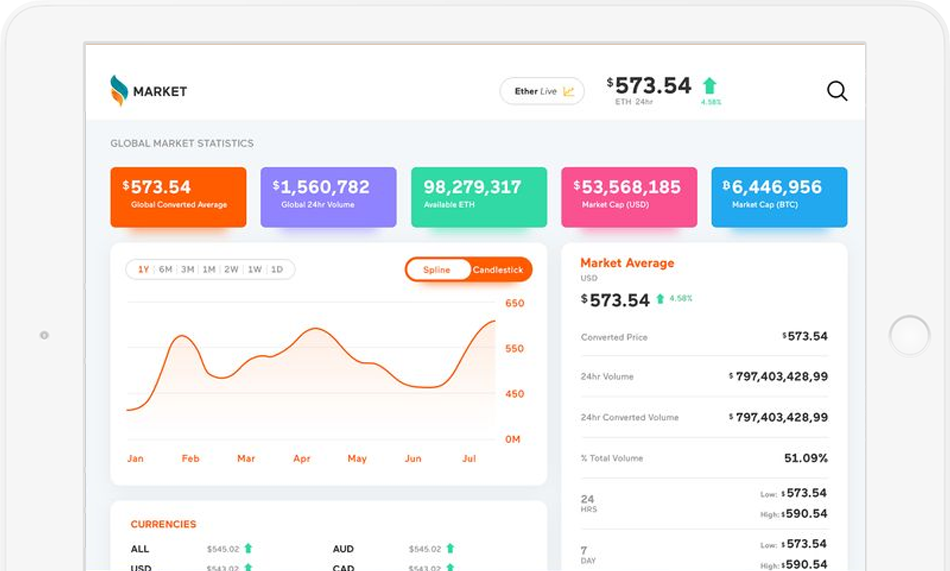 MARKET
Ether Live
$573.54
ETH 24hr
4.58%
GLOBAL MARKET STATISTICS
$573.54
Global Converted Average
$1,560,782
Global 24hr Volume
98,279,317
Available ETH
$53,568,185
Market Cap (USD)
₿6,446,956
Market Cap (BTC)
1Y 6M 3M 1M 2W 1W 1D
Spline Candlestick
650
550
450
0M
Jan Feb Mar Apr May Jun Jul
Market Average
USD
$573.54 4.58%
Converted Price $573.54
24hr Volume $797,403,428,99
24hr Converted Volume $797,403,428,99
% Total Volume 51.09%
24 HRS
Low: $573.54
High: $590.54
7 DAY
Low: $573.54
High: $590.54
CURRENCIES
ALL $545.02 AUD $545.02
USD $543.02 CAD $543.02